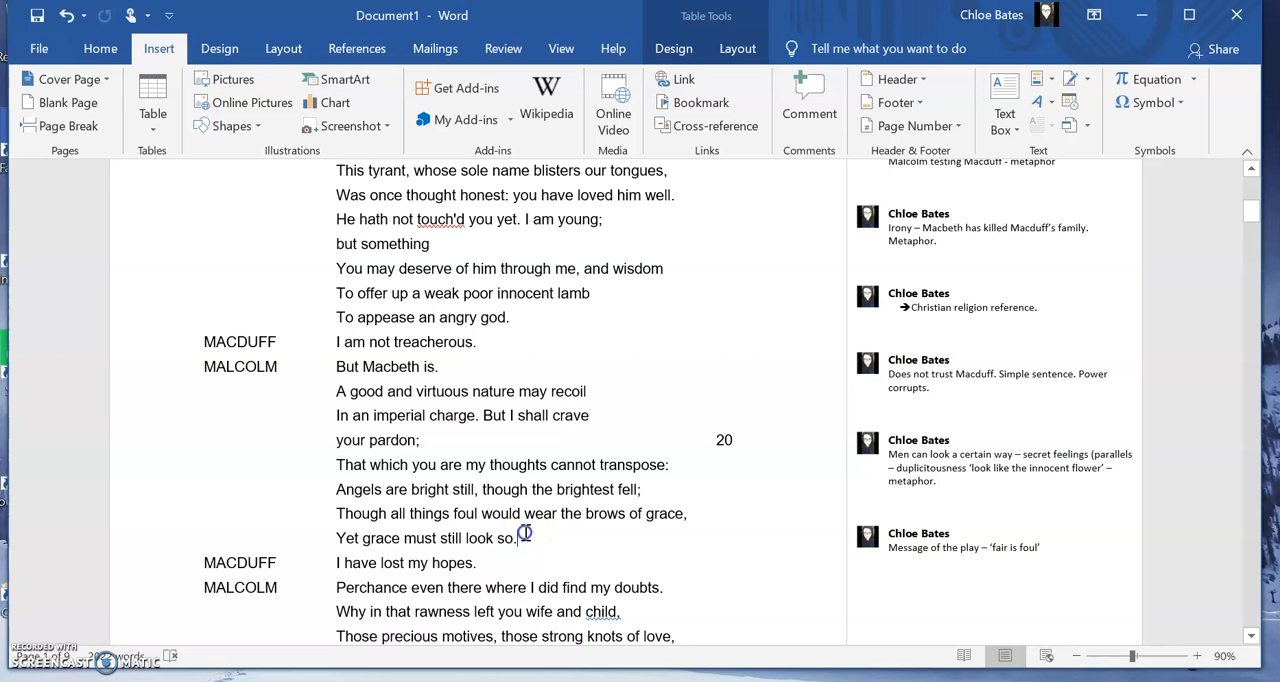 Document1 - Word
Table Tools
Chloe Bates
File Home Insert Design Layout References Mailings Review View Help Design Layout Tell me what you want to do Share
Cover Page
Blank Page
Page Break
Pages
Table
Tables
Pictures
Online Pictures
Shapes
SmartArt
Chart
Screenshot
Illustrations
Get Add-ins
My Add-ins
W
Wikipedia
Add-ins
Online
Video
Media
Link
Bookmark
Cross-reference
Links
Comment
Comments
Header
Footer
Page Number
Header & Footer
Text
Box
Text
Equation
Symbol
Symbols
This tyrant, whose sole name blisters our tongues,
Was once thought honest: you have loved him well.
He hath not touch'd you yet. I am young;
but something
You may deserve of him through me, and wisdom
To offer up a weak poor innocent lamb
To appease an angry god.
MACDUFF I am not treacherous.
MALCOLM But Macbeth is.
A good and virtuous nature may recoil
In an imperial charge. But I shall crave
your pardon; 20
That which you are my thoughts cannot transpose:
Angels are bright still, though the brightest fell;
Though all things foul would wear the brows of grace,
Yet grace must still look so.
MACDUFF I have lost my hopes.
MALCOLM Perchance even there where I did find my doubts.
Why in that rawness left you wife and child,
Those precious motives, those strong knots of love,
Malcolm testing Macduff - metaphor
Chloe Bates
Irony – Macbeth has killed Macduff's family.
Metaphor.
Chloe Bates
➔Christian religion reference.
Chloe Bates
Does not trust Macduff. Simple sentence. Power
corrupts.
Chloe Bates
Men can look a certain way – secret feelings (parallels
– duplicitousness 'look like the innocent flower' –
metaphor.
Chloe Bates
Message of the play – 'fair is foul'
RECORDED WITH
SCREENCAST MATIC
Page 1 of 9 words
90%